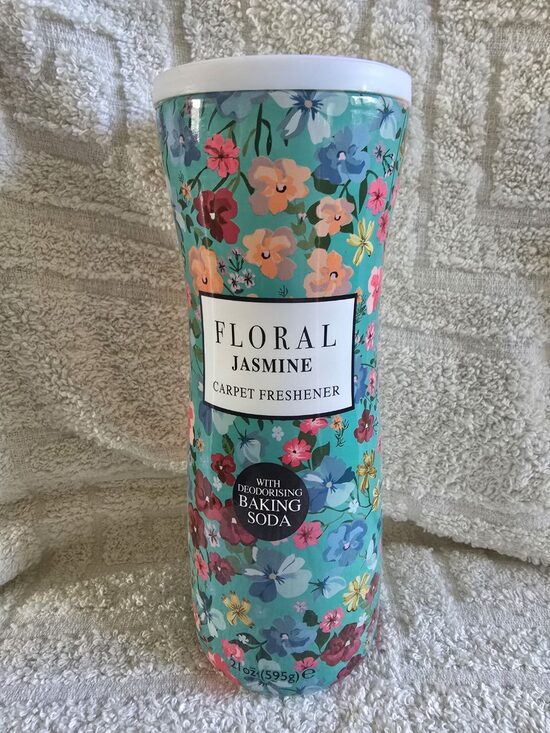 FLORAL
JASMINE
CARPET FRESHENER
WITH
DEODORISING
BAKING
SODA
21oz (595g) ℮